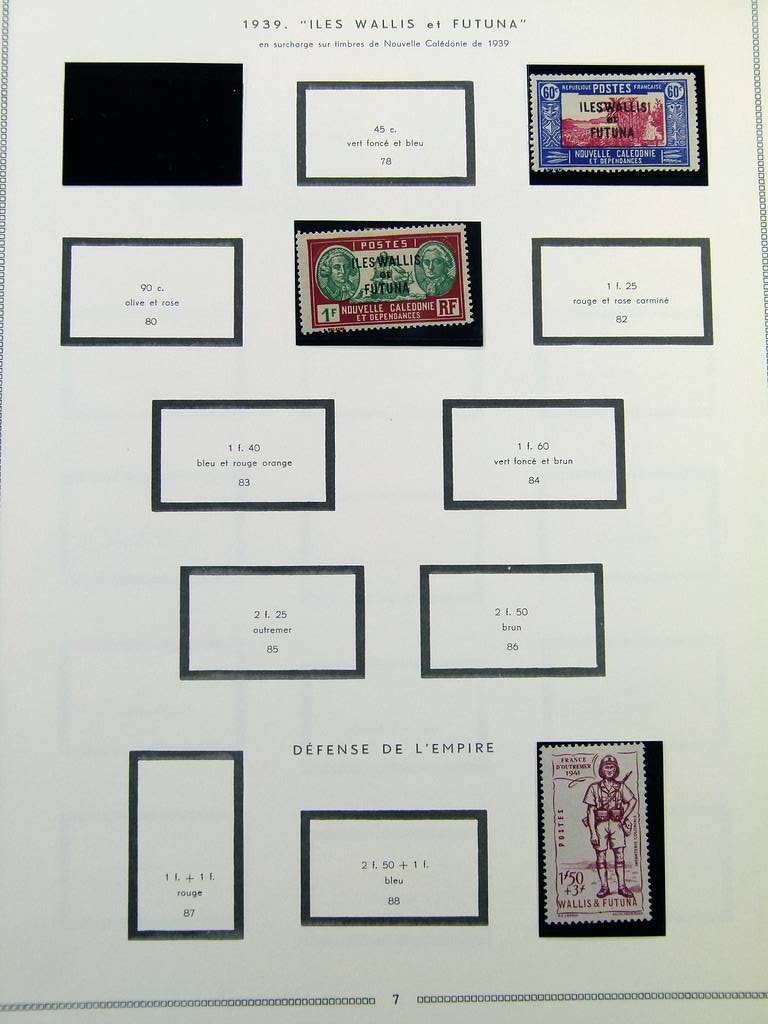 1939. "ILES WALLIS et FUTUNA"
en surcharge sur timbres de Nouvelle Calédonie de 1939
45 c.
vert foncé et bleu
78
60c
REPUBLIQUE POSTES FRANÇAISE
60c
ILES WALLIS
et
FUTUNA
NOUVELLE CALEDONIE
ET DEPENDANCES
90 c.
olive et rose
80
POSTES
ILES WALLIS
et
FUTUNA
1F
NOUVELLE CALEDONIE
ET DEPENDANCES
RF
1 f. 25
rouge et rose carminé
82
1 f. 40
bleu et rouge orange
83
1 f. 60
vert foncé et brun
84
2 f. 25
outremer
85
2 f. 50
brun
86
DÉFENSE DE L'EMPIRE
1 f. + 1 f.
rouge
87
2 f. 50 + 1 f.
bleu
88
FRANCE
D'OUTREMER
1941
POSTES
INFANTERIE COLONIALE
1f50
+3f
WALLIS & FUTUNA
7